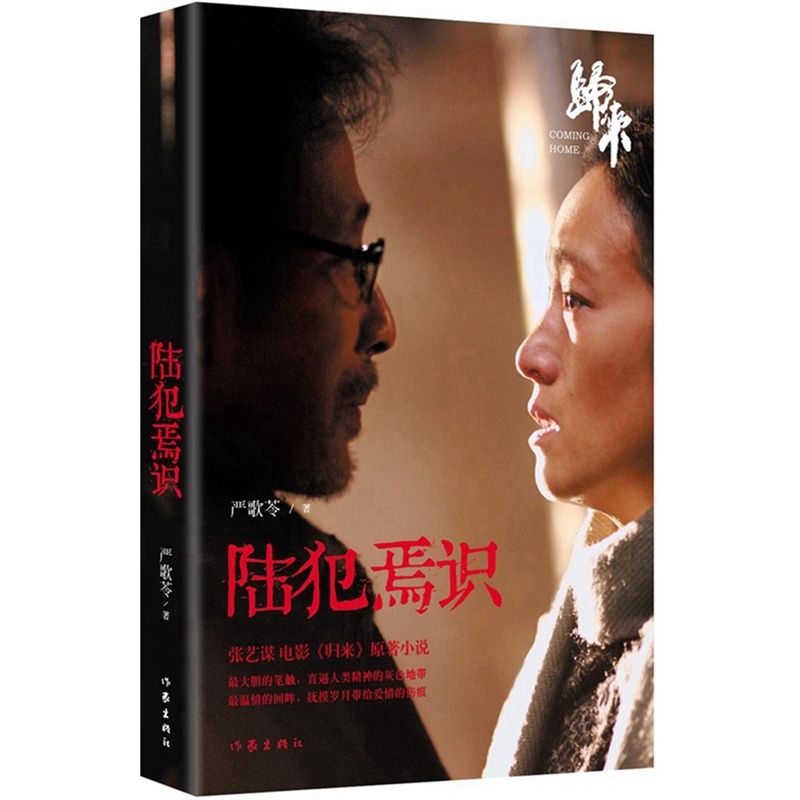 歸来
COMING
HOME
严歌苓 / 著
陆犯焉识
张艺谋 电影《归来》原著小说
最大胆的笔触，直逼人类精神的灰色地带
最温情的回眸，抚摸岁月带给爱情的伤痕
作家出版社
陆犯焉识
严歌苓 / 著
作家出版社